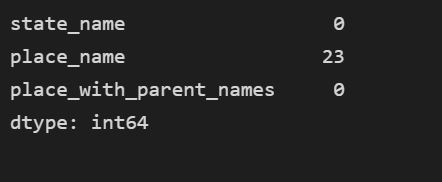 state_name 0
place_name 23
place_with_parent_names 0
dtype: int64